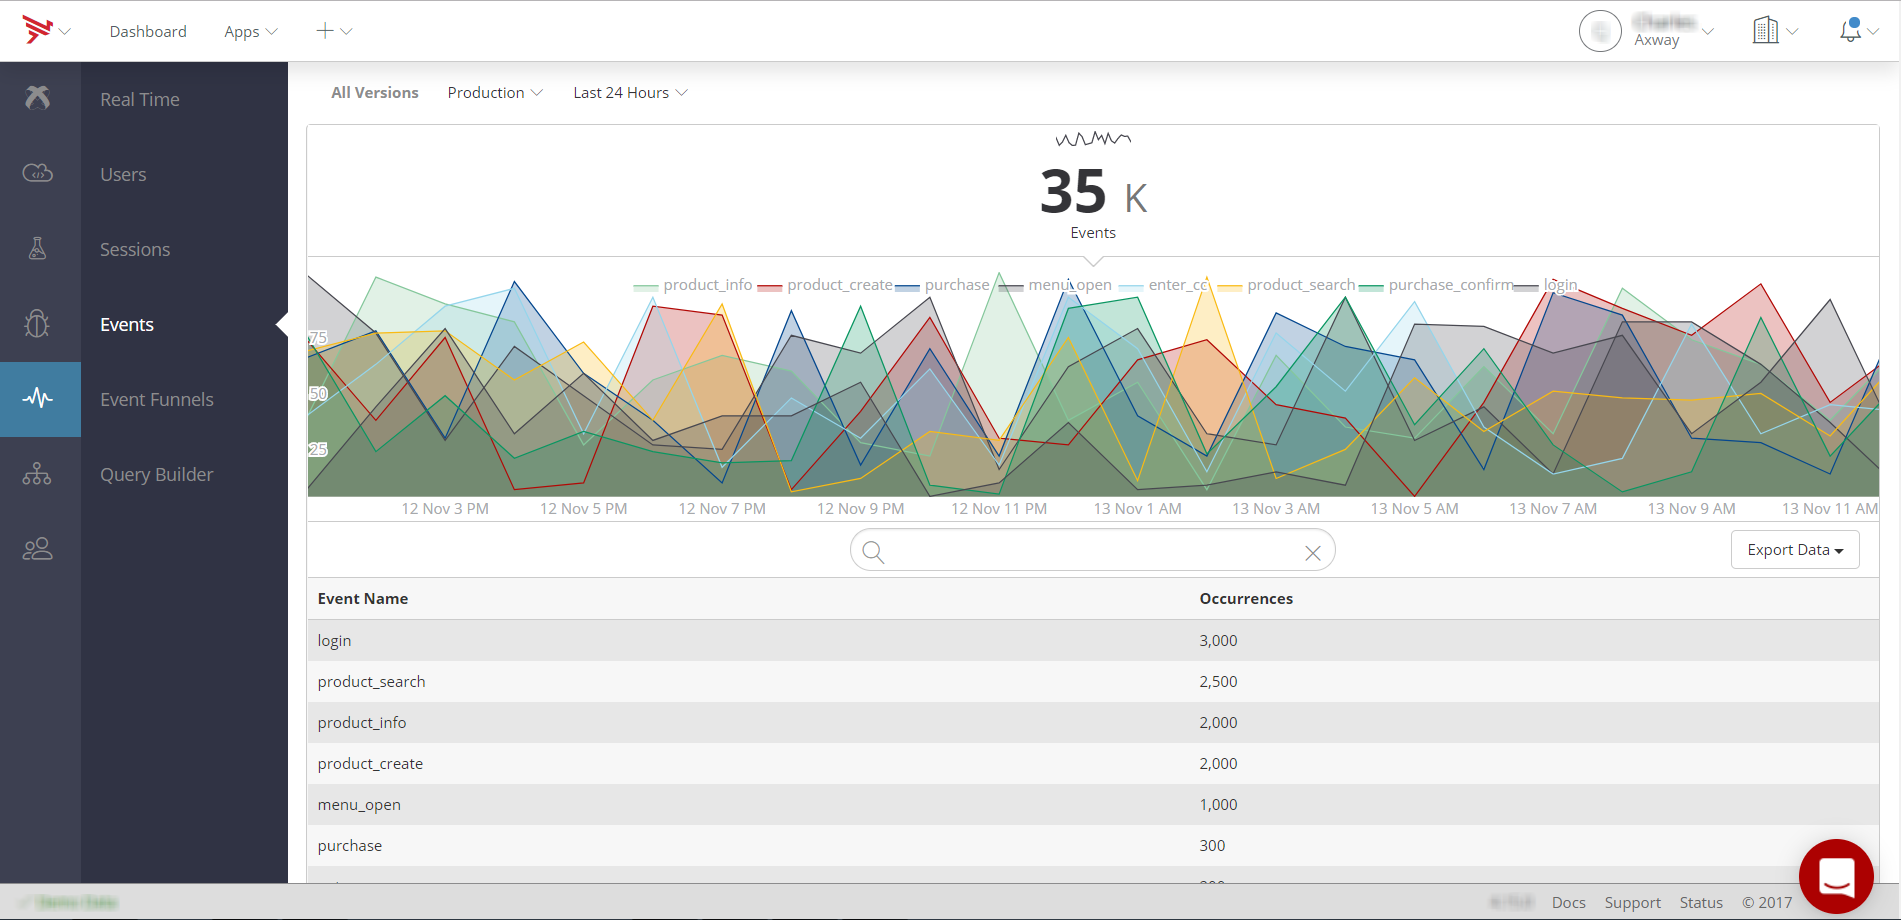 Dashboard Apps
Axway
Real Time
Users
Sessions
Events
Event Funnels
Query Builder
All Versions Production Last 24 Hours
35 K
Events
product_info product_create purchase menu_open enter_cc product_search purchase_confirm login
75
50
25
12 Nov 3 PM 12 Nov 5 PM 12 Nov 7 PM 12 Nov 9 PM 12 Nov 11 PM 13 Nov 1 AM 13 Nov 3 AM 13 Nov 5 AM 13 Nov 7 AM 13 Nov 9 AM 13 Nov 11 AM
Export Data
Event Name Occurrences
login 3,000
product_search 2,500
product_info 2,000
product_create 2,000
menu_open 1,000
purchase 300
Docs Support Status © 2017